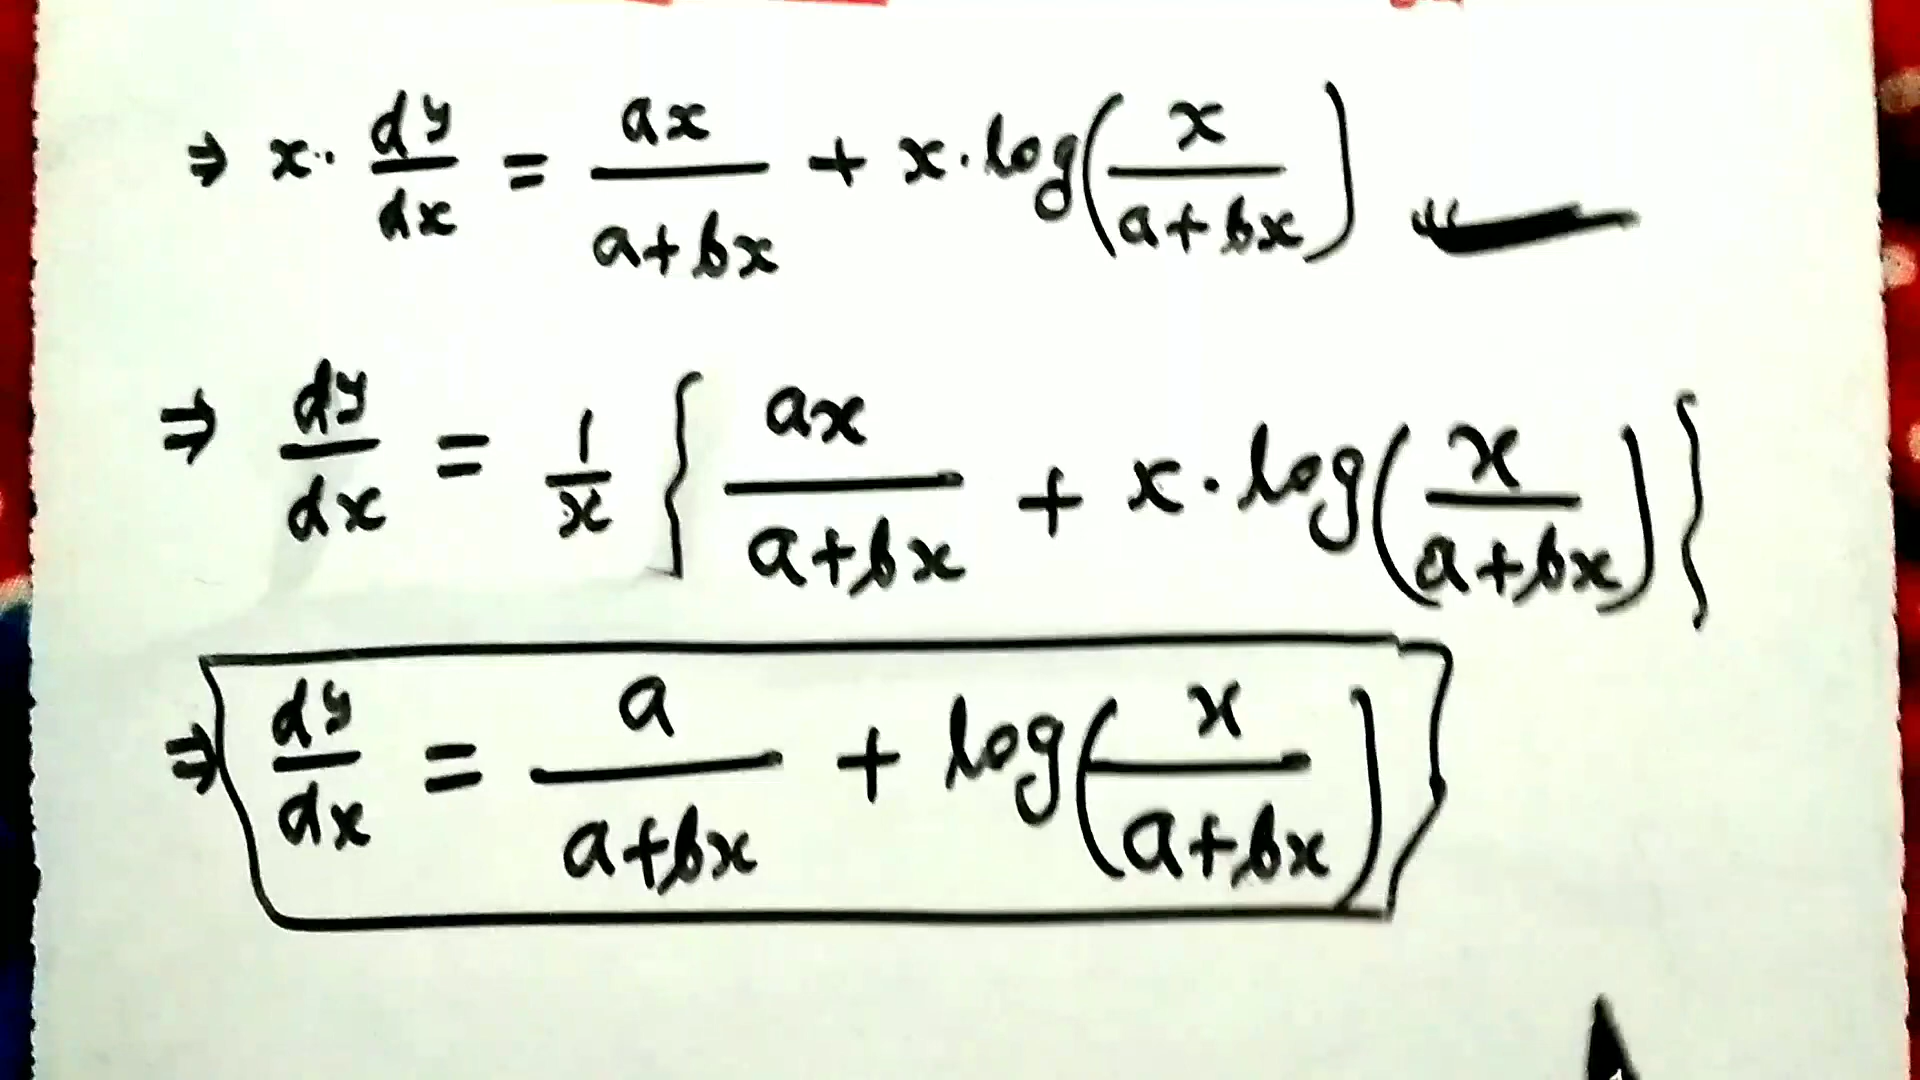 ⇒ x· dy/dx = ax/(a+bx) + x·log(x/(a+bx))
⇒ dy/dx = 1/x { ax/(a+bx) + x·log(x/(a+bx)) }
⇒ dy/dx = a/(a+bx) + log(x/(a+bx))